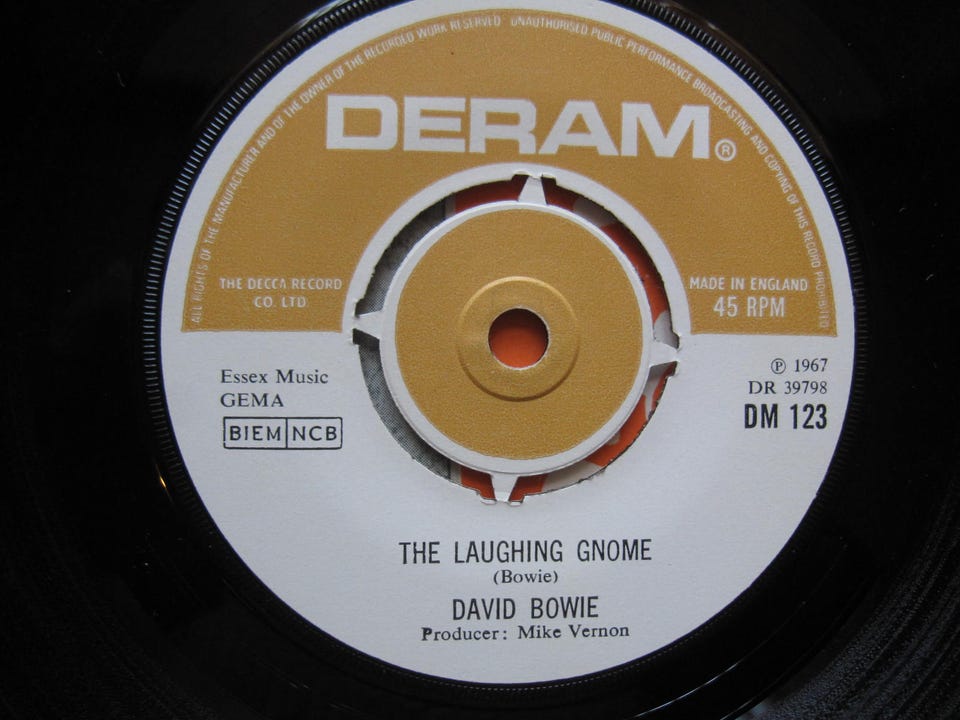 ALL RIGHTS OF THE MANUFACTURER AND OF THE OWNER OF THE RECORDED WORK RESERVED UNAUTHORISED PUBLIC PERFORMANCE BROADCASTING AND COPYING OF THIS RECORD PROHIBITED
DERAM®
THE DECCA RECORD
CO. LTD
MADE IN ENGLAND
45 RPM
Essex Music
GEMA
BIEM NCB
℗ 1967
DR 39798
DM 123
THE LAUGHING GNOME
(Bowie)
DAVID BOWIE
Producer: Mike Vernon